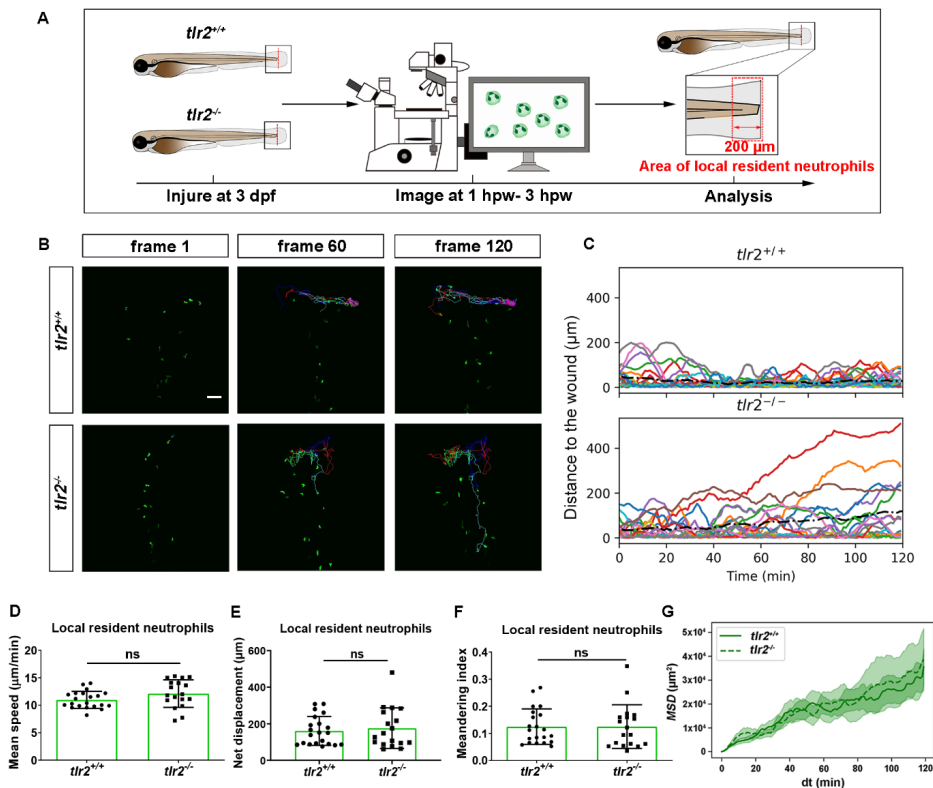 A
tlr2+/+
tlr2-/-
200 µm
Area of local resident neutrophils
Injure at 3 dpf
Image at 1 hpw- 3 hpw
Analysis
B
frame 1
frame 60
frame 120
tlr2+/+
tlr2-/-
C
tlr2+/+
Distance to the wound (µm)
400
200
0
tlr2−/−
400
200
0
0 20 40 60 80 100 120
Time (min)
D
Local resident neutrophils
Mean speed (µm/min)
ns
20
15
10
5
0
tlr2+/+ tlr2-/-
E
Local resident neutrophils
Net displacement (µm)
ns
600
400
200
0
tlr2+/+ tlr2-/-
F
Local resident neutrophils
Meandering index
ns
0.4
0.3
0.2
0.1
0.0
tlr2+/+ tlr2-/-
G
tlr2+/+
tlr2-/-
MSD (µm²)
5x10⁴
4x10⁴
3x10⁴
2x10⁴
1x10⁴
0
0 20 40 60 80 100 120
dt (min)